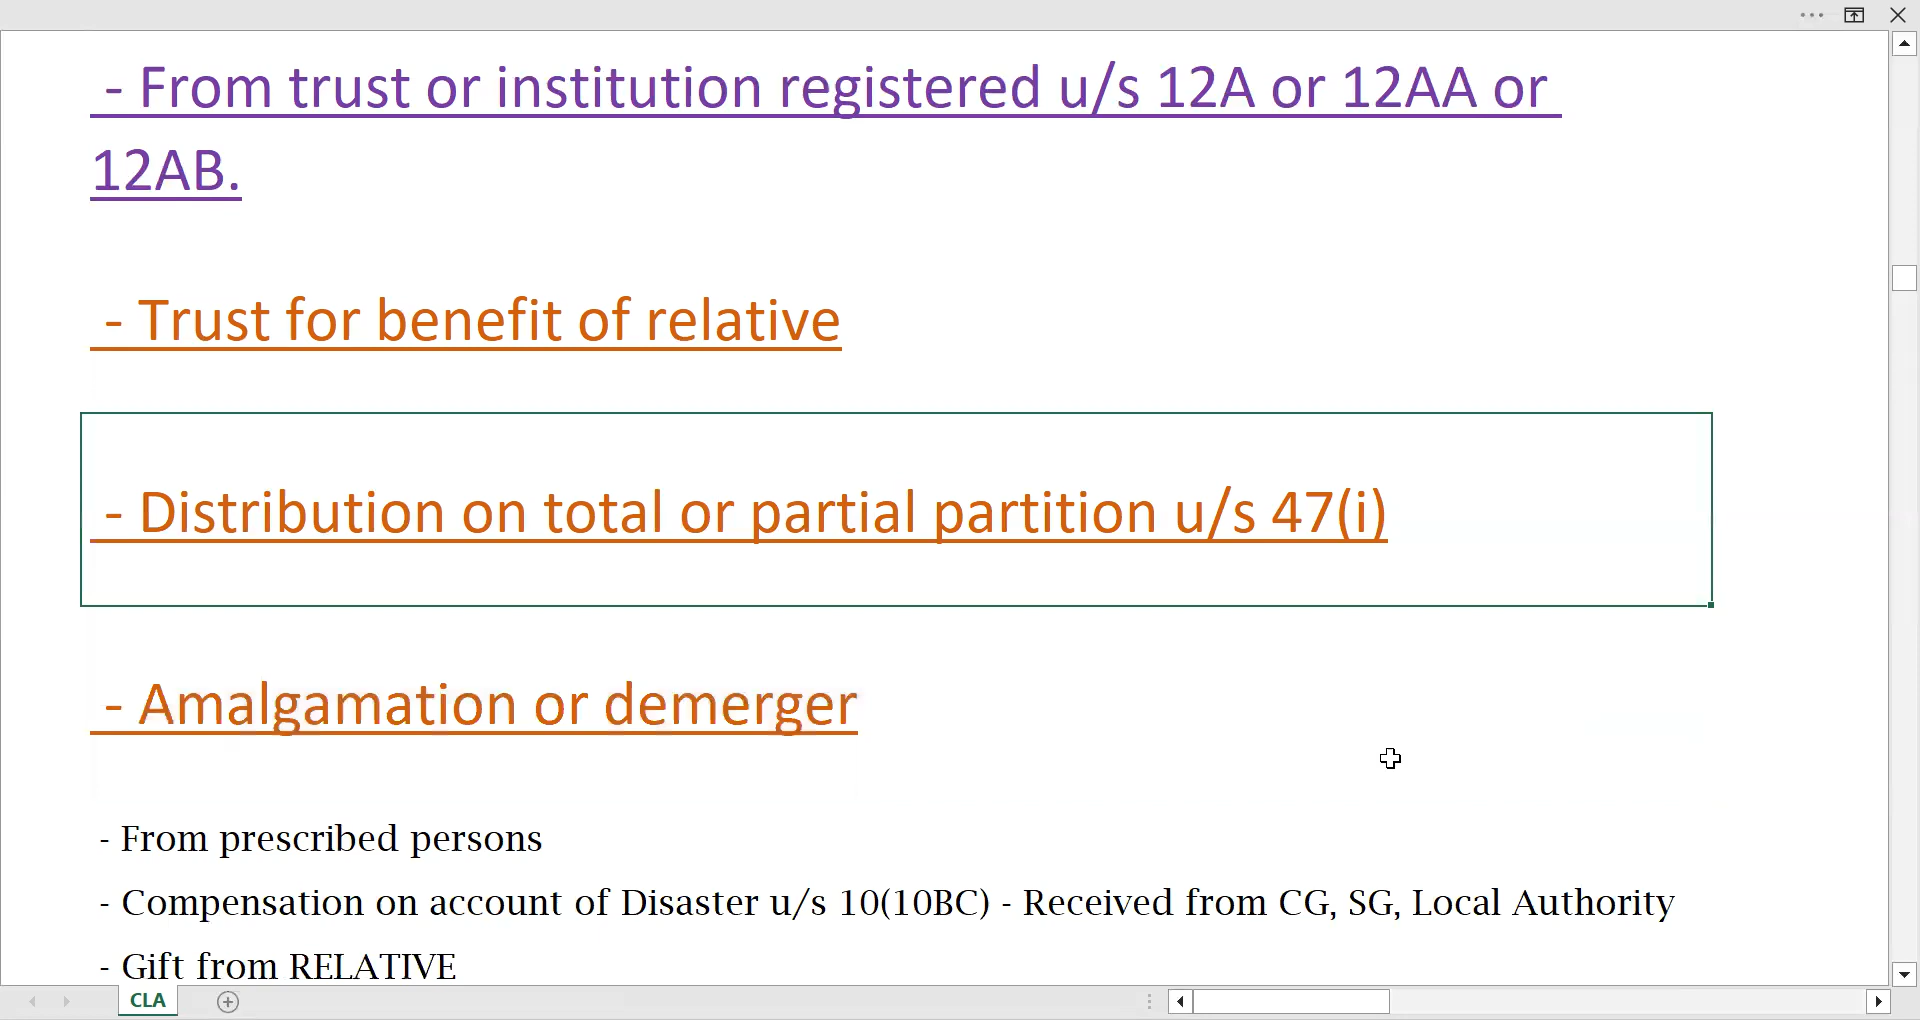 - From trust or institution registered u/s 12A or 12AA or
12AB.
- Trust for benefit of relative
- Distribution on total or partial partition u/s 47(i)
- Amalgamation or demerger
- From prescribed persons
- Compensation on account of Disaster u/s 10(10BC) - Received from CG, SG, Local Authority
- Gift from RELATIVE
CLA